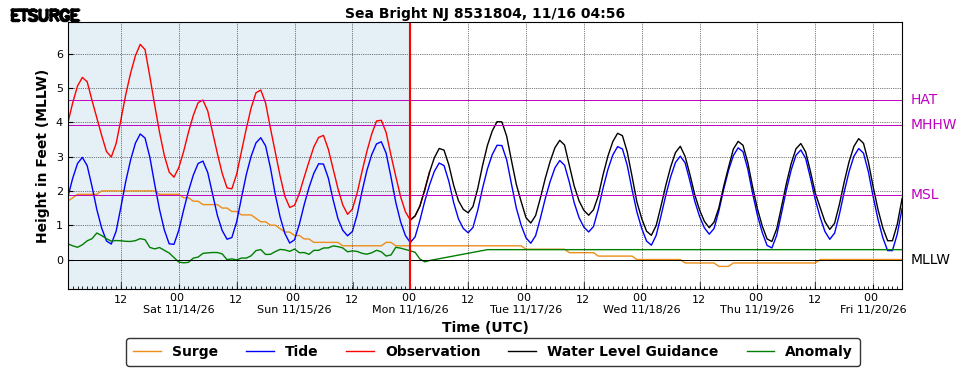 ETSURGE
Sea Bright NJ 8531804, 11/16 04:56
Height in Feet (MLLW)
6
5
4
3
2
1
0
HAT
MHHW
MSL
MLLW
12 00 12 00 12 00 12 00 12 00 12 00 12 00
Sat 11/14/26 Sun 11/15/26 Mon 11/16/26 Tue 11/17/26 Wed 11/18/26 Thu 11/19/26 Fri 11/20/26
Time (UTC)
Surge Tide Observation Water Level Guidance Anomaly